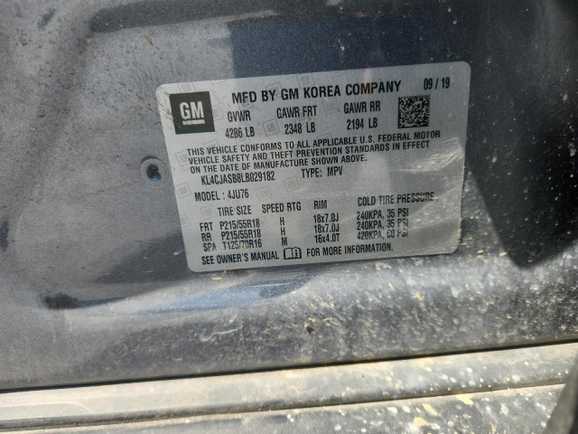 GM
MFD BY GM KOREA COMPANY 09/19
GVWR GAWR FRT GAWR RR
4286 LB 2348 LB 2194 LB
THIS VEHICLE CONFORMS TO ALL APPLICABLE U.S. FEDERAL MOTOR
VEHICLE SAFETY, BUMPER, AND THEFT PREVENTION STANDARDS IN EFFECT
ON THE DATE OF MANUFACTURE SHOWN ABOVE.
KL4CJASB8LB029182 TYPE: MPV
MODEL: 4JU76
TIRE SIZE SPEED RTG RIM COLD TIRE PRESSURE
FRT P215/55R18 H 18x7.0J 240KPA, 35 PSI
RR P215/55R18 H 18x7.0J 240KPA, 35 PSI
SPA T125/70R16 M 16x4.0T 420KPA, 60 PSI
SEE OWNER'S MANUAL FOR MORE INFORMATION.